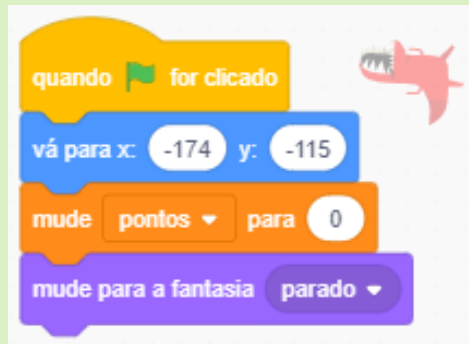 quando for clicado
vá para x: -174 y: -115
mude pontos para 0
mude para a fantasia parado